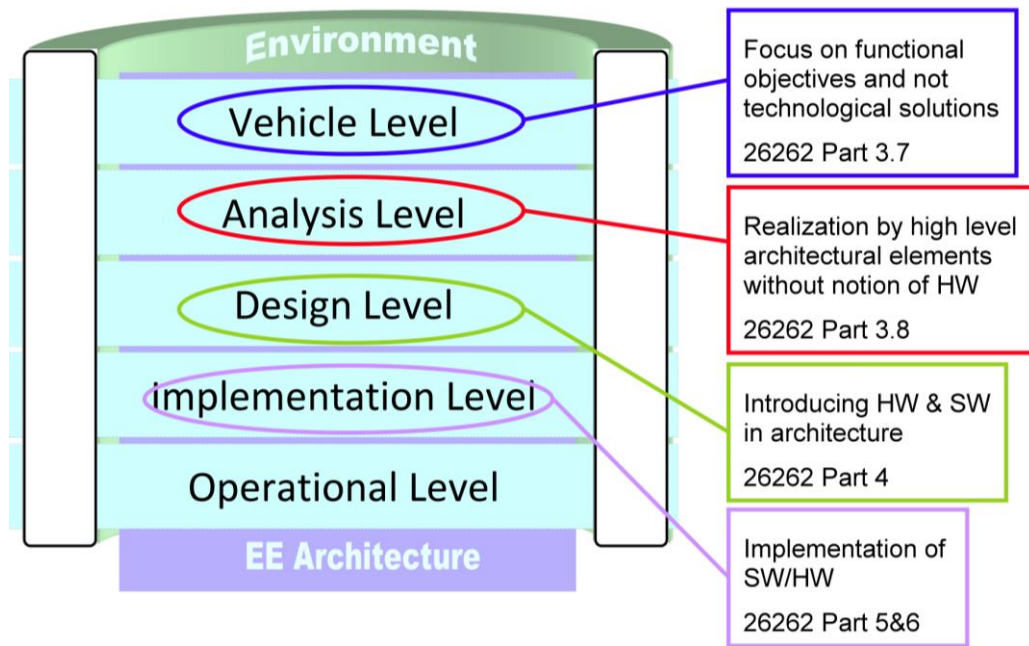 Environment
Vehicle Level
Analysis Level
Design Level
Implementation Level
Operational Level
EE Architecture
Focus on functional
objectives and not
technological solutions
26262 Part 3.7
Realization by high level
architectural elements
without notion of HW
26262 Part 3.8
Introducing HW & SW
in architecture
26262 Part 4
Implementation of
SW/HW
26262 Part 5&6